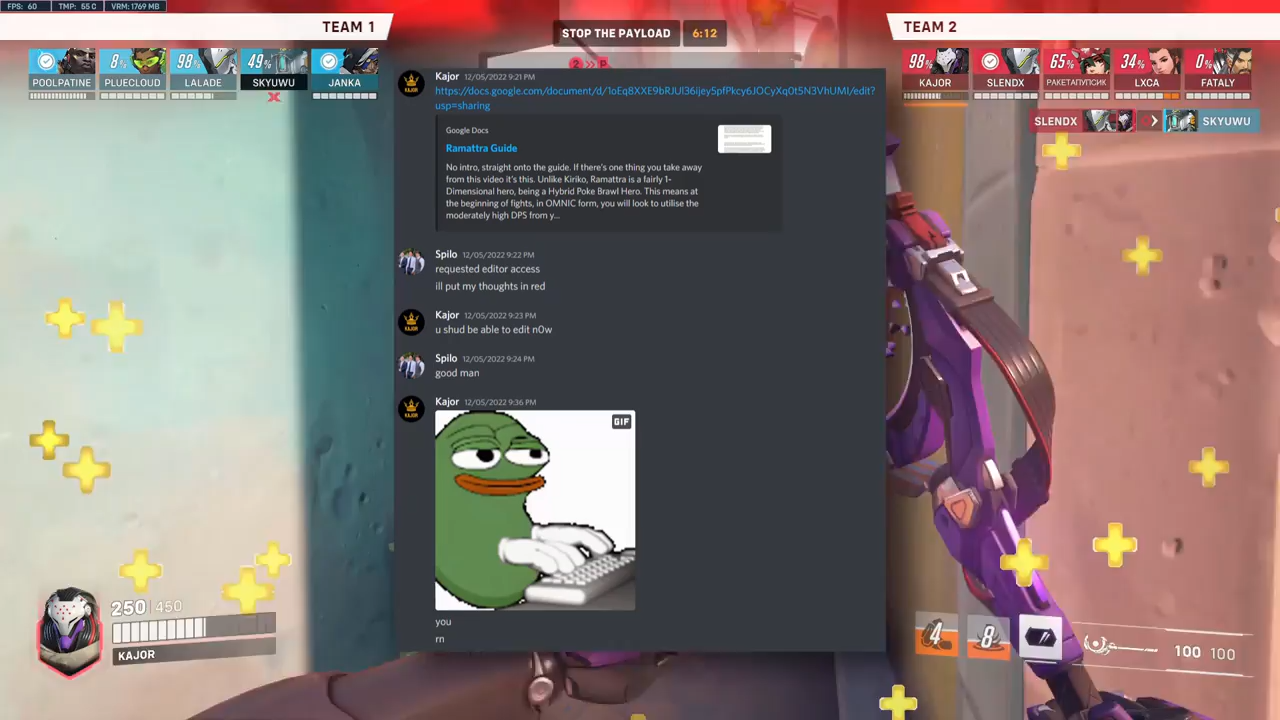 FPS: 60 TMP: 55 C VRM: 1769 MB
TEAM 1
STOP THE PAYLOAD 6:12
TEAM 2
8% 98% 49%
POOLPATINE PLUECLOUD LALADE SKYUWU JANKA
98% 65% 34% 0%
KAJOR SLENDX РАКЕТАПУПСИК LXCA FATALY
2 >> P
SLENDX SKYUWU
Kajor 12/05/2022 9:21 PM
https://docs.google.com/document/d/1oEq8XXE9bRJUl36ijey5pfPkcy6JOCyXq0t5N3VhUMI/edit?
usp=sharing
Google Docs
Ramattra Guide
No intro, straight onto the guide. If there's one thing you take away
from this video it's this. Unlike Kiriko, Ramattra is a fairly 1-
Dimensional hero, being a Hybrid Poke Brawl Hero. This means at
the beginning of fights, in OMNIC form, you will look to utilise the
moderately high DPS from y...
Spilo 12/05/2022 9:22 PM
requested editor access
ill put my thoughts in red
Kajor 12/05/2022 9:23 PM
u shud be able to edit n0w
Spilo 12/05/2022 9:24 PM
good man
Kajor 12/05/2022 9:36 PM
GIF
you
rn
250 | 450
KAJOR
4 8
100 100